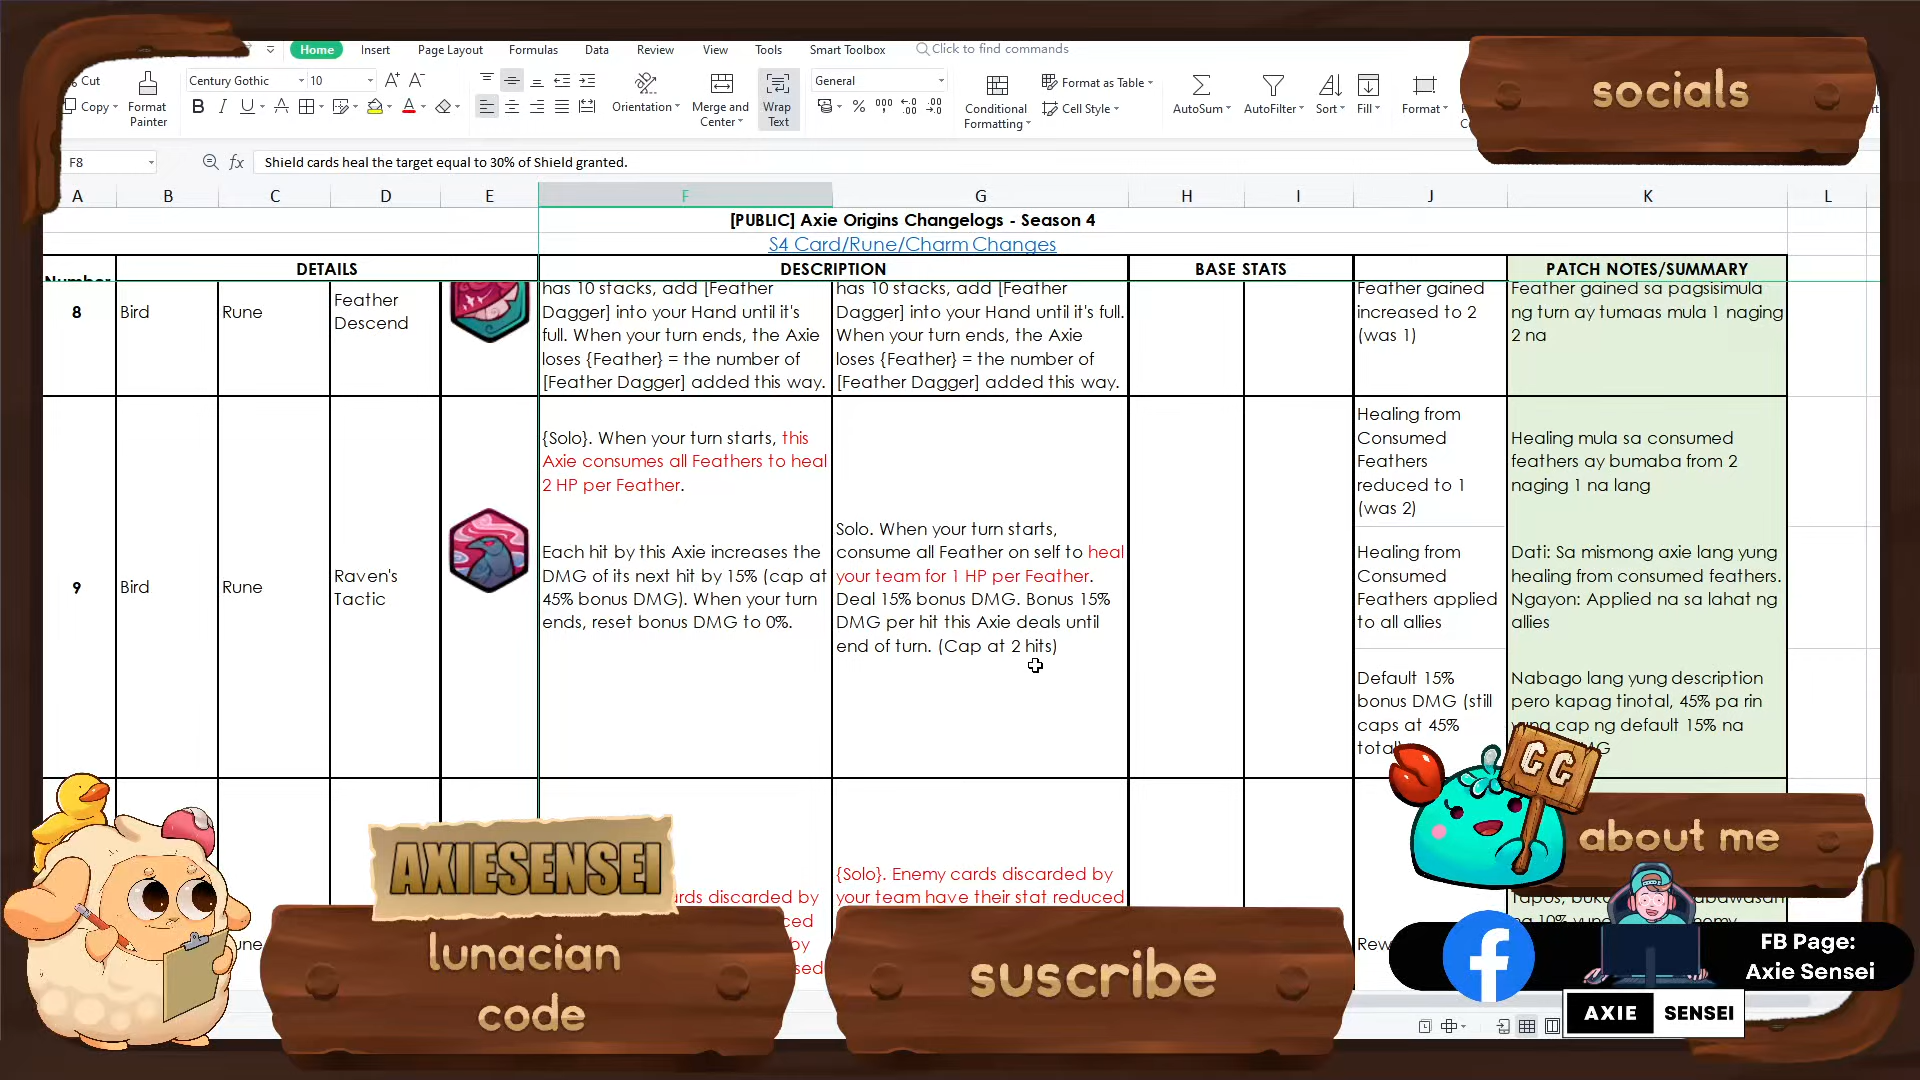 Home Insert Page Layout Formulas Data Review View Tools Smart Toolbox Click to find commands
Cut
Copy
Format
Painter
Century Gothic 10
Orientation
Merge and
Center
Wrap
Text
General
Conditional
Formatting
Format as Table
Cell Style
AutoSum AutoFilter Sort Fill Format
socials
F8
fx
Shield cards heal the target equal to 30% of Shield granted.
A B C D E F G H I J K L
[PUBLIC] Axie Origins Changelogs - Season 4
S4 Card/Rune/Charm Changes
Number
DETAILS
DESCRIPTION
BASE STATS
PATCH NOTES/SUMMARY
8
Bird
Rune
Feather
Descend
has 10 stacks, add [Feather
Dagger] into your Hand until it's
full. When your turn ends, the Axie
loses {Feather} = the number of
[Feather Dagger] added this way.
has 10 stacks, add [Feather
Dagger] into your Hand until it's
full. When your turn ends, the Axie
loses {Feather} = the number of
[Feather Dagger] added this way.
Feather gained
increased to 2
(was 1)
Feather gained sa pagsisimula
ng turn ay tumaas mula 1 naging
2 na
9
Bird
Rune
Raven's
Tactic
{Solo}. When your turn starts, this
Axie consumes all Feathers to heal
2 HP per Feather.
Each hit by this Axie increases the
DMG of its next hit by 15% (cap at
45% bonus DMG). When your turn
ends, reset bonus DMG to 0%.
Solo. When your turn starts,
consume all Feather on self to heal
your team for 1 HP per Feather.
Deal 15% bonus DMG. Bonus 15%
DMG per hit this Axie deals until
end of turn. (Cap at 2 hits)
Healing from
Consumed
Feathers
reduced to 1
(was 2)
Healing from
Consumed
Feathers applied
to all allies
Default 15%
bonus DMG (still
caps at 45%
total)
Healing mula sa consumed
feathers ay bumaba from 2
naging 1 na lang
Dati: Sa mismong axie lang yung
healing from consumed feathers.
Ngayon: Applied na sa lahat ng
allies
Nabago lang yung description
pero kapag tinotal, 45% pa rin
cap ng default 15% na
{Solo}. Enemy cards discarded by
your team have their stat reduced
discarded by
by
CC
about me
AXIESENSEI
lunacian
code
suscribe
FB Page:
Axie Sensei
AXIE SENSEI